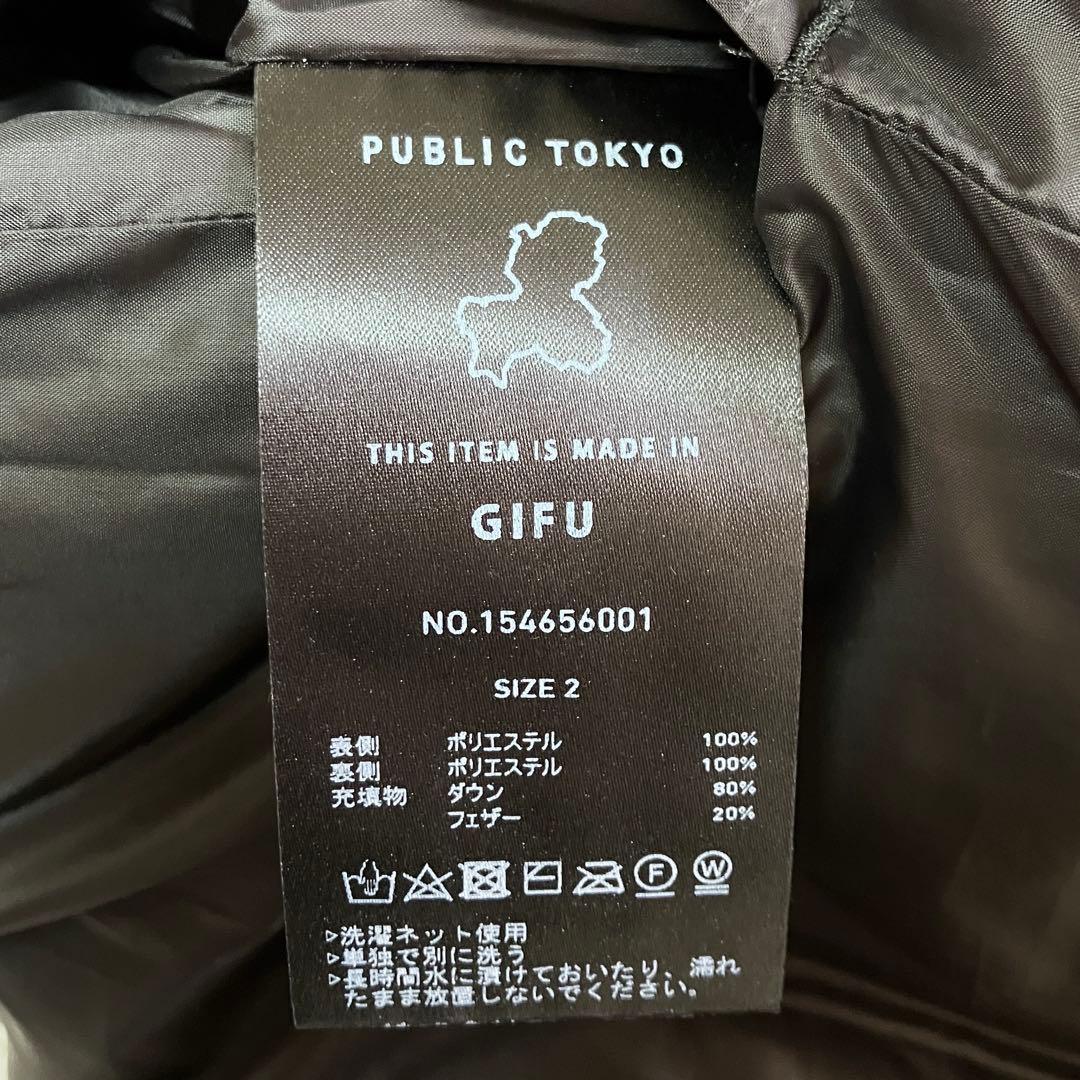 PUBLIC TOKYO
THIS ITEM IS MADE IN
GIFU
NO.154656001
SIZE 2
表側 ポリエステル 100%
裏側 ポリエステル 100%
充填物 ダウン 80%
フェザー 20%
F W
▷洗濯ネット使用
▷単独で別に洗う
▷長時間水に漬けておいたり、濡れ
たまま放置しないでください。